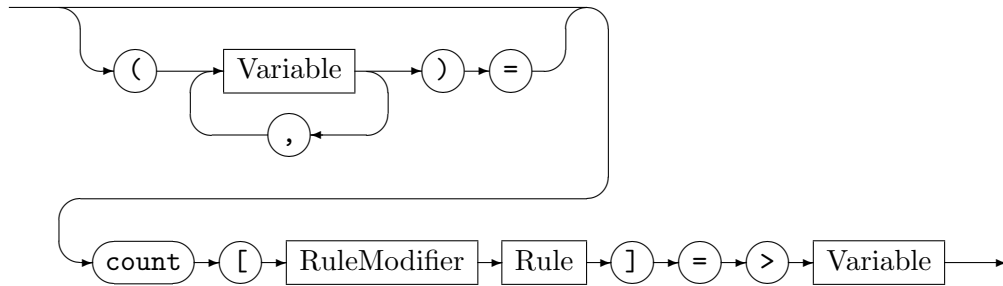 ( Variable ) =
,
count [ RuleModifier Rule ] = > Variable